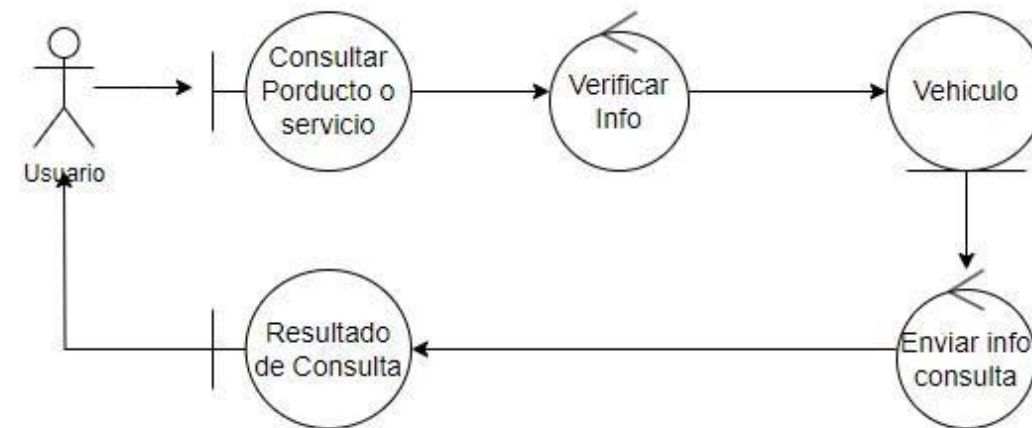 Consultar
Porducto o
servicio
Verificar
Info
Vehiculo
Usuario
Resultado
de Consulta
Enviar info
consulta